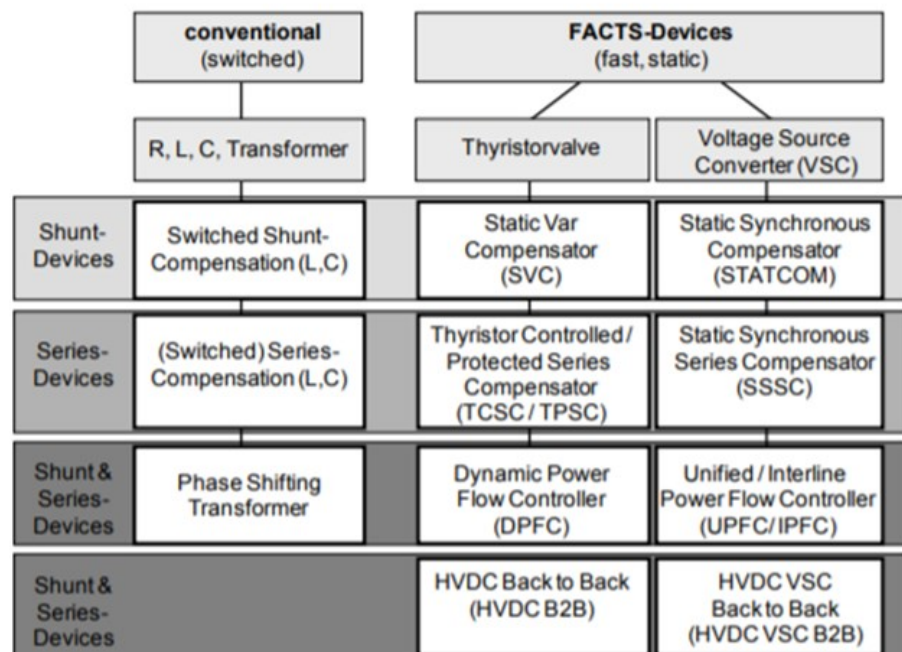 conventional
(switched)
FACTS-Devices
(fast, static)
R, L, C, Transformer
Thyristorvalve
Voltage Source
Converter (VSC)
Shunt-
Devices
Switched Shunt-
Compensation (L,C)
Static Var
Compensator
(SVC)
Static Synchronous
Compensator
(STATCOM)
Series-
Devices
(Switched) Series-
Compensation (L,C)
Thyristor Controlled /
Protected Series
Compensator
(TCSC / TPSC)
Static Synchronous
Series Compensator
(SSSC)
Shunt &
Series-
Devices
Phase Shifting
Transformer
Dynamic Power
Flow Controller
(DPFC)
Unified / Interline
Power Flow Controller
(UPFC/ IPFC)
Shunt &
Series-
Devices
HVDC Back to Back
(HVDC B2B)
HVDC VSC
Back to Back
(HVDC VSC B2B)